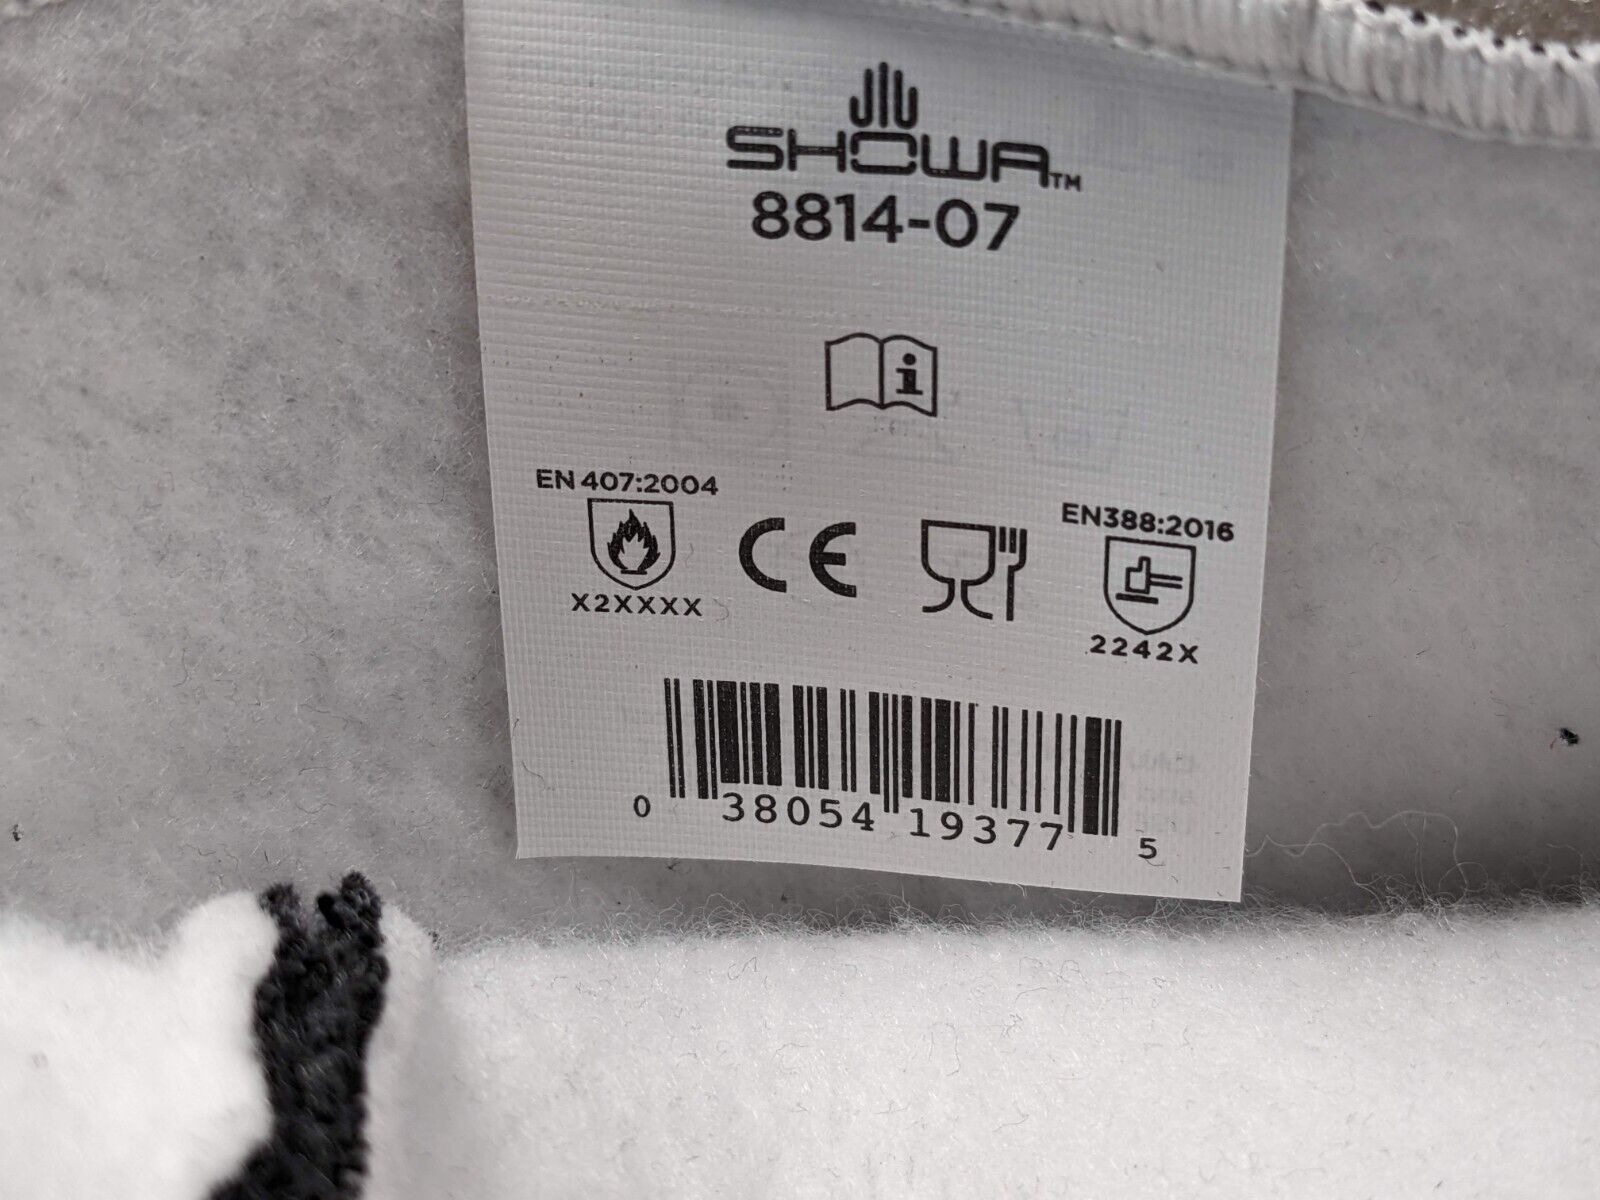 SHOWA™
8814-07
i
EN 407:2004
X2XXXX
CE
EN388:2016
2242X
0 38054 19377 5